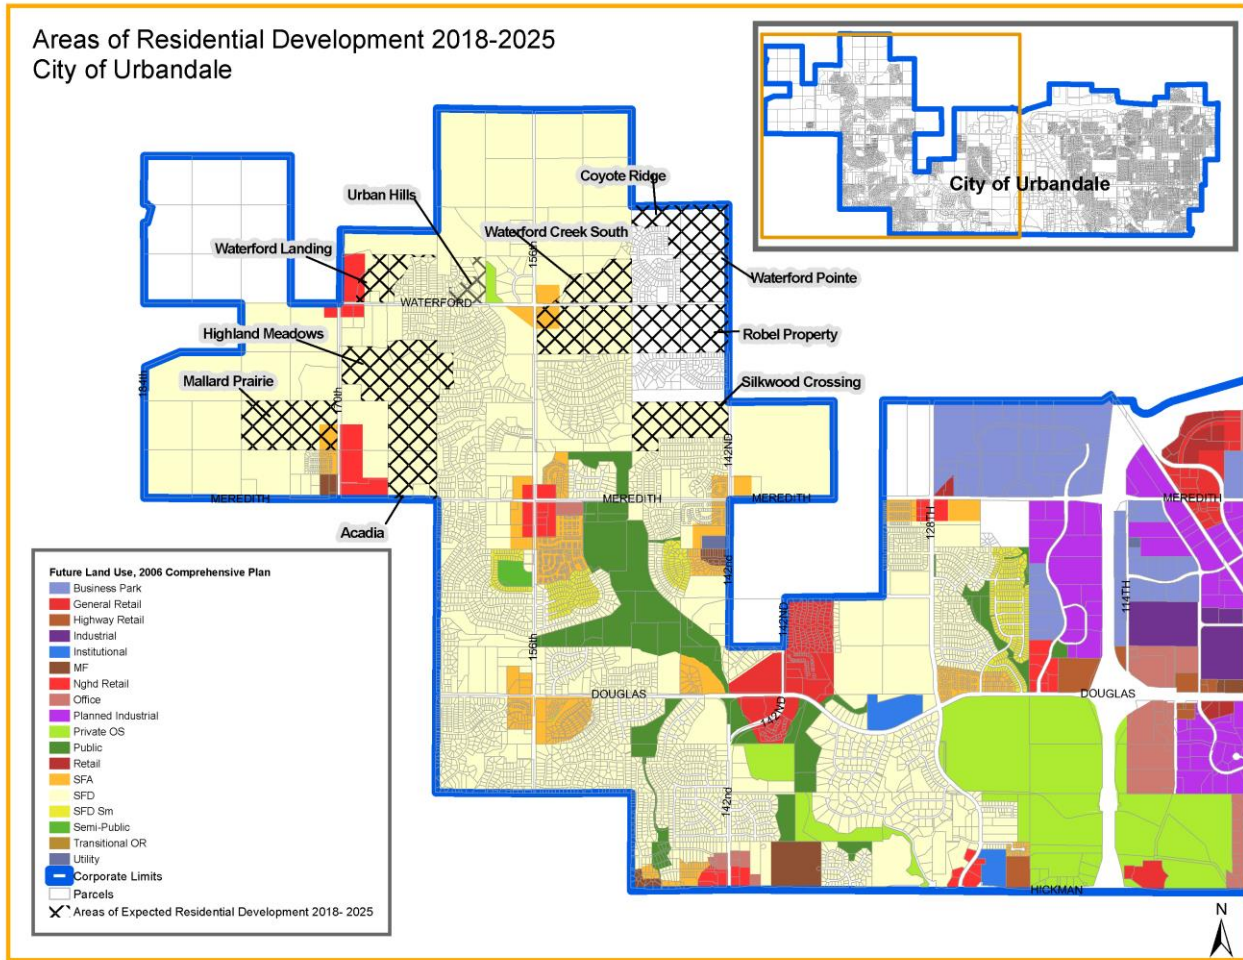 Areas of Residential Development 2018-2025
City of Urbandale
City of Urbandale
Coyote Ridge
Urban Hills
Waterford Creek South
156th
Waterford Landing
Waterford Pointe
WATERFORD
Highland Meadows
Robel Property
Mallard Prairie
184th
170th
Silkwood Crossing
142ND
MEREDITH
MEREDITH
MEREDITH
MEREDITH
Acadia
128TH
142nd
114TH
142ND
156th
DOUGLAS
DOUGLAS
142ND
142nd
HICKMAN
Future Land Use, 2006 Comprehensive Plan
Business Park
General Retail
Highway Retail
Industrial
Institutional
MF
Nghd Retail
Office
Planned Industrial
Private OS
Public
Retail
SFA
SFD
SFD Sm
Semi-Public
Transitional OR
Utility
Corporate Limits
Parcels
Areas of Expected Residential Development 2018- 2025
N